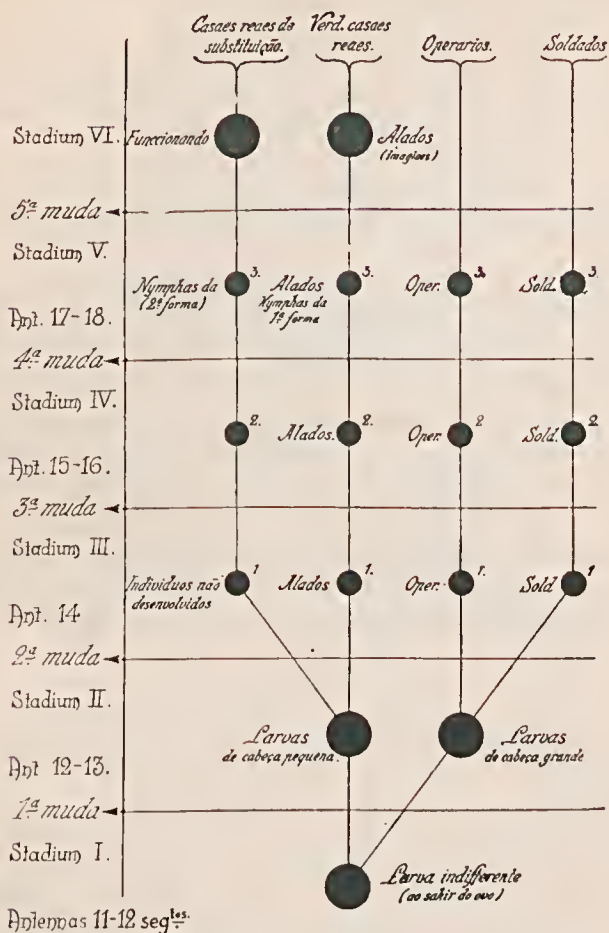 Casaes reaes de substituição.
Verd. casaes reaes.
Operarios.
Soldados
Stadium VI.
Funccionando
Alados
(Imagines)
5ª muda
Stadium V.
Nymphas da
(2ª forma)
3.
Alados
Nymphas da
1ª forma
3.
Oper.
3.
Sold.
3.
Ant. 17-18.
4ª muda
Stadium IV.
2.
Alados.
2.
Oper.
2
Sold.
2.
Ant. 15-16.
3ª muda
Stadium III.
Individuos não
desenvolvidos
1
Alados
1.
Oper.
1.
Sold
1
Ant. 14
2ª muda
Stadium II.
Larvas
de cabeça pequena.
Larvas
de cabeça grande
Ant 12-13.
1ª muda
Stadium I.
Larva indifferente
(ao sahir do ovo)
Antennas 11-12 seg.tos.